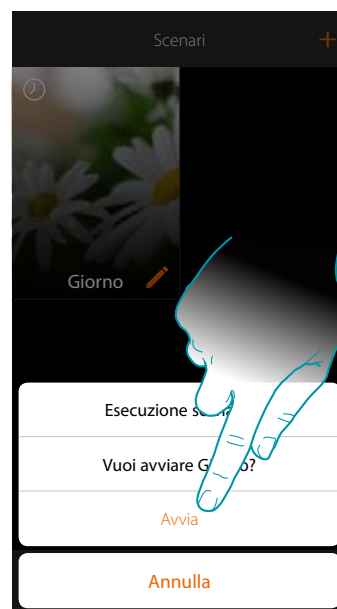 Scenari +
Giorno
Esecuzione
Vuoi avviare
Avvia
Annulla